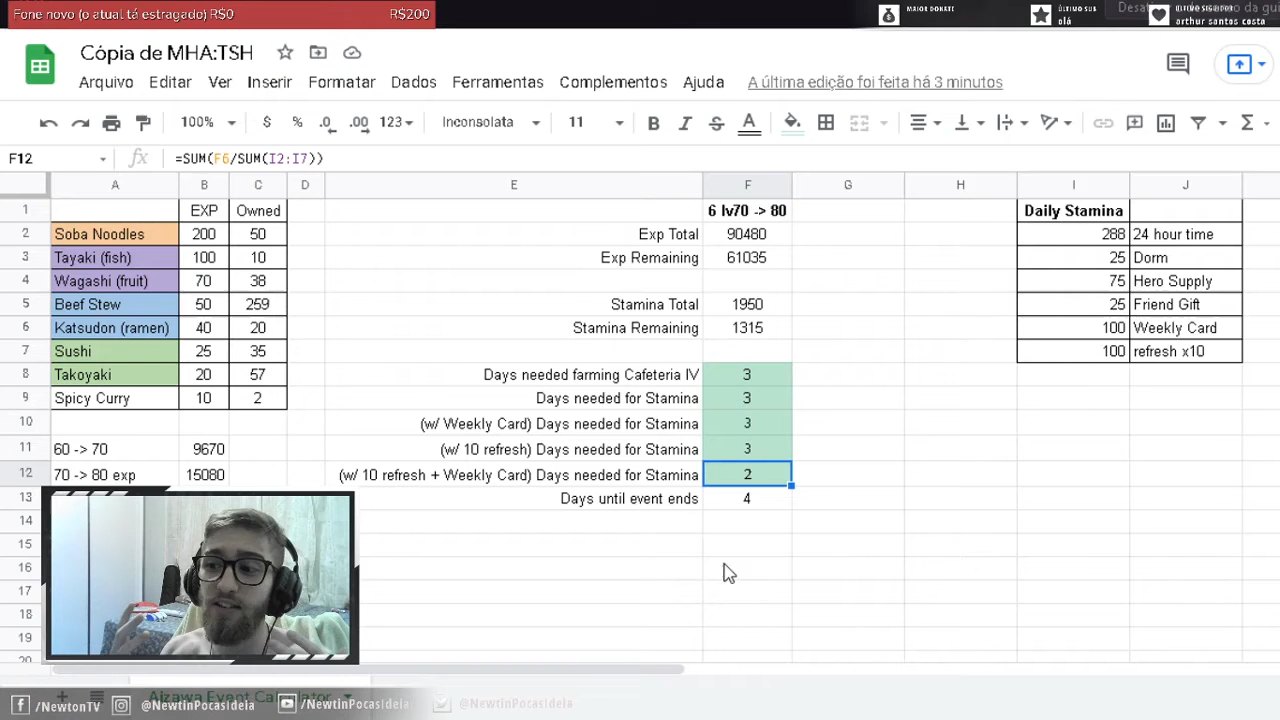 Fone novo (o atual tá estragado) R$0 R$200
MAIOR DONATE
ÚLTIMO SUB
olá
arthur santos costa
Cópia de MHA:TSH
Arquivo Editar Ver Inserir Formatar Dados Ferramentas Complementos Ajuda A última edição foi feita há 3 minutos
100% $ % .0 .00 123 Inconsolata 11 B I S A Σ
F12 fx =SUM(F6/SUM(I2:I7))
A B C D E F G H I J
1 EXP Owned 6 lv70 -> 80 Daily Stamina
2 Soba Noodles 200 50 Exp Total 90480 288 24 hour time
3 Tayaki (fish) 100 10 Exp Remaining 61035 25 Dorm
4 Wagashi (fruit) 70 38 75 Hero Supply
5 Beef Stew 50 259 Stamina Total 1950 25 Friend Gift
6 Katsudon (ramen) 40 20 Stamina Remaining 1315 100 Weekly Card
7 Sushi 25 35 100 refresh x10
8 Takoyaki 20 57 Days needed farming Cafeteria IV 3
9 Spicy Curry 10 2 Days needed for Stamina 3
10 (w/ Weekly Card) Days needed for Stamina 3
11 60 -> 70 9670 (w/ 10 refresh) Days needed for Stamina 3
12 70 -> 80 exp 15080 (w/ 10 refresh + Weekly Card) Days needed for Stamina 2
13 Days until event ends 4
14
15
16
17
18
19
20
Aizawa Event Calculator
/NewtonTV @NewtinPocasIdeia /NewtinPocasIdeia @NewtinPocasIdeia